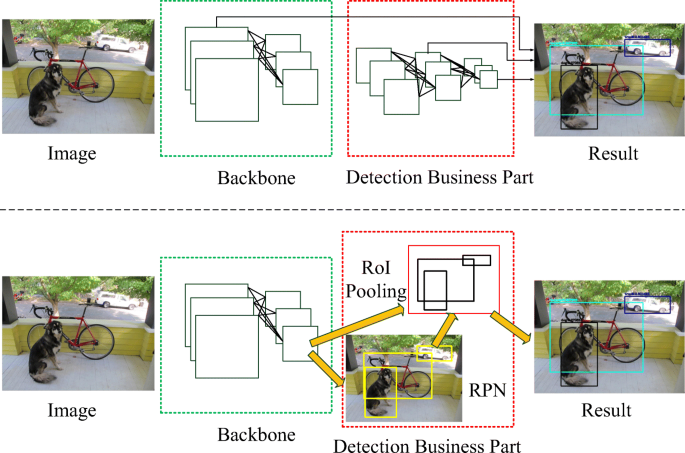 Image
Backbone
Detection Business Part
Result
RoI
Pooling
RPN
Image
Backbone
Detection Business Part
Result